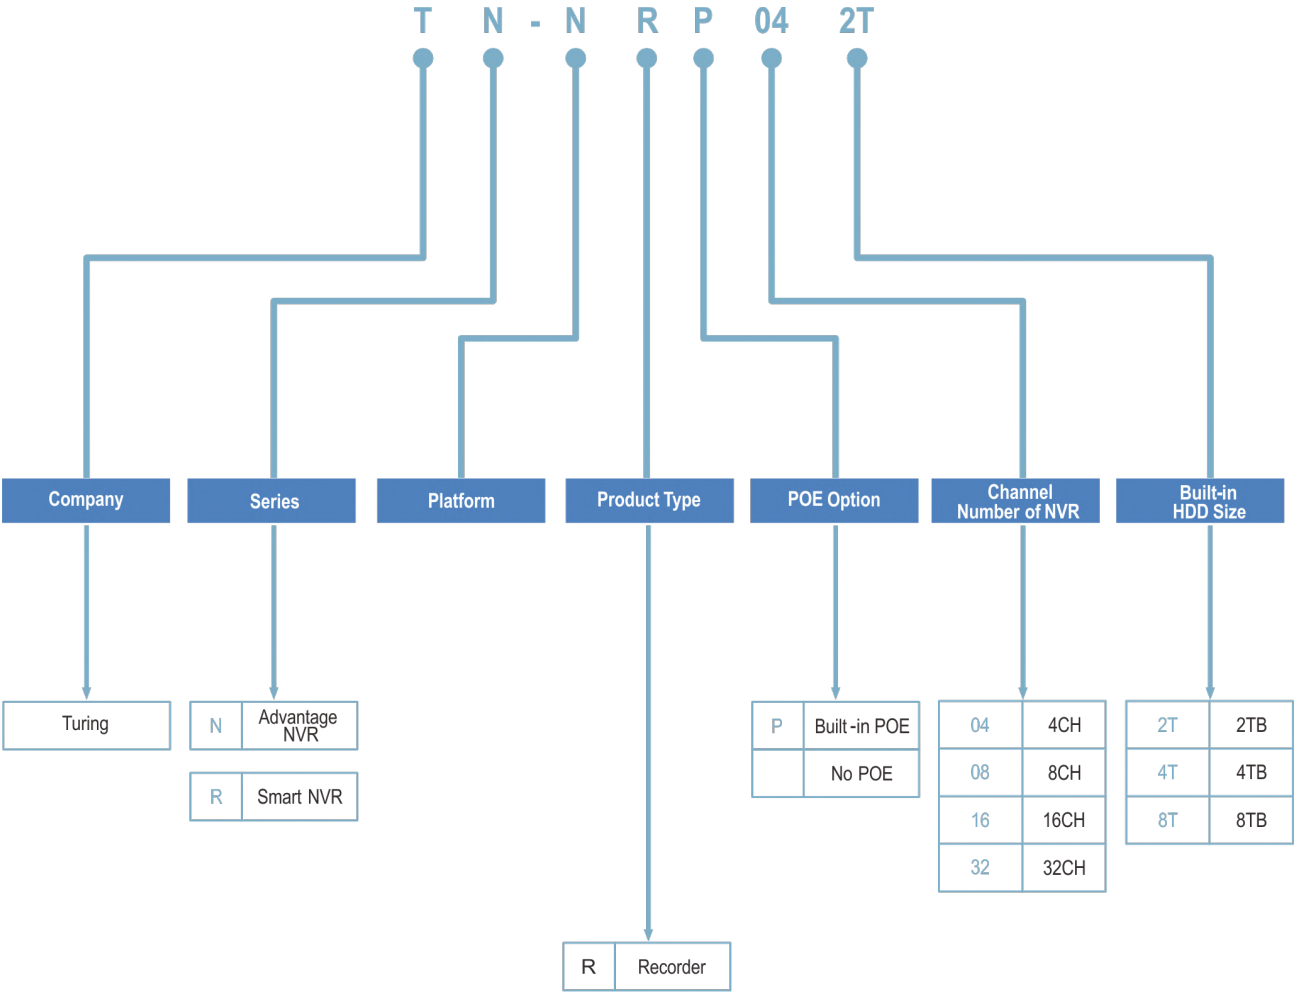 T N - N R P 04 2T
Company
Series
Platform
Product Type
POE Option
Channel
Number of NVR
Built-in
HDD Size
Turing
N
Advantage
NVR
R
Smart NVR
P
Built-in POE
No POE
04
4CH
08
8CH
16
16CH
32
32CH
2T
2TB
4T
4TB
8T
8TB
R
Recorder